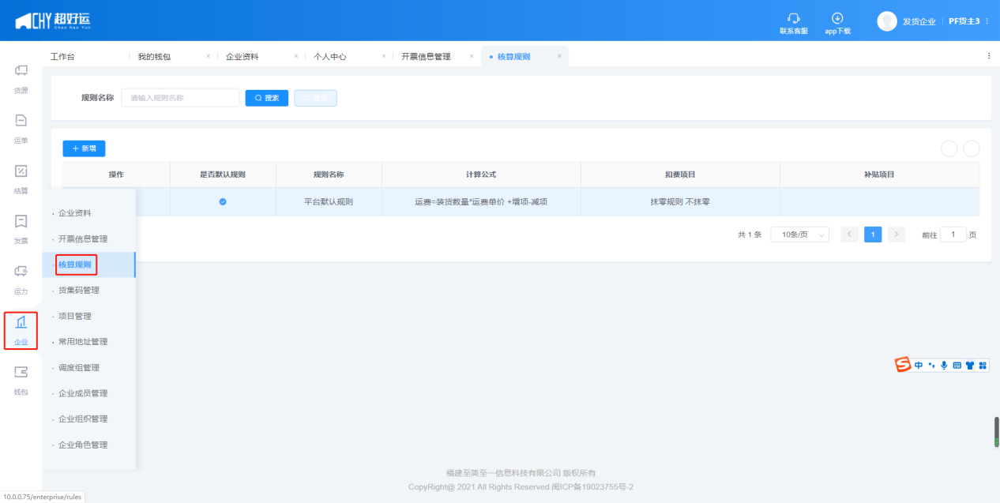 CHY 超好运
Chao Hao Yun
联系客服
app下载
发货企业 PF货主3
工作台 我的钱包 企业资料 个人中心 开票信息管理 核算规则
货源
运单
结算
发票
运力
企业
钱包
规则名称 请输入规则名称 搜索 重置
新增
操作 是否默认规则 规则名称 计算公式 扣费项目 补贴项目
平台默认规则 运费=装货数量*运费单价 +增项-减项 抹零规则 不抹零
共 1 条 10条/页 1 前往 1 页
企业资料
开票信息管理
核算规则
货集码管理
项目管理
常用地址管理
调度组管理
企业成员管理
企业组织管理
企业角色管理
中
福建至简至一信息科技有限公司 版权所有
CopyRight@ 2021 All Rights Reserved 闽ICP备19023755号-2
10.0.0.75/enterprise/rules